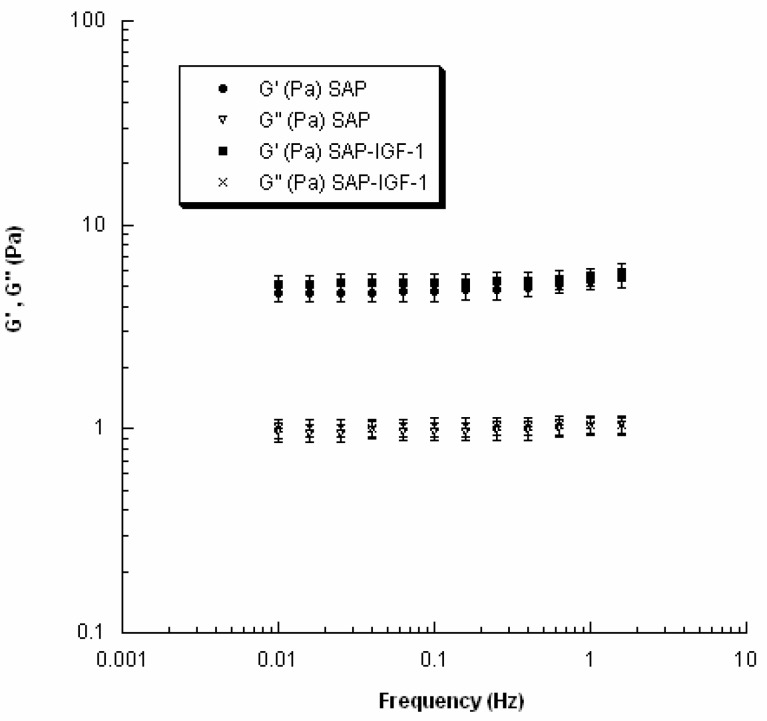 100
G' (Pa) SAP
G" (Pa) SAP
G' (Pa) SAP-IGF-1
G" (Pa) SAP-IGF-1
10
G' , G" (Pa)
1
0.1
0.001 0.01 0.1 1 10
Frequency (Hz)